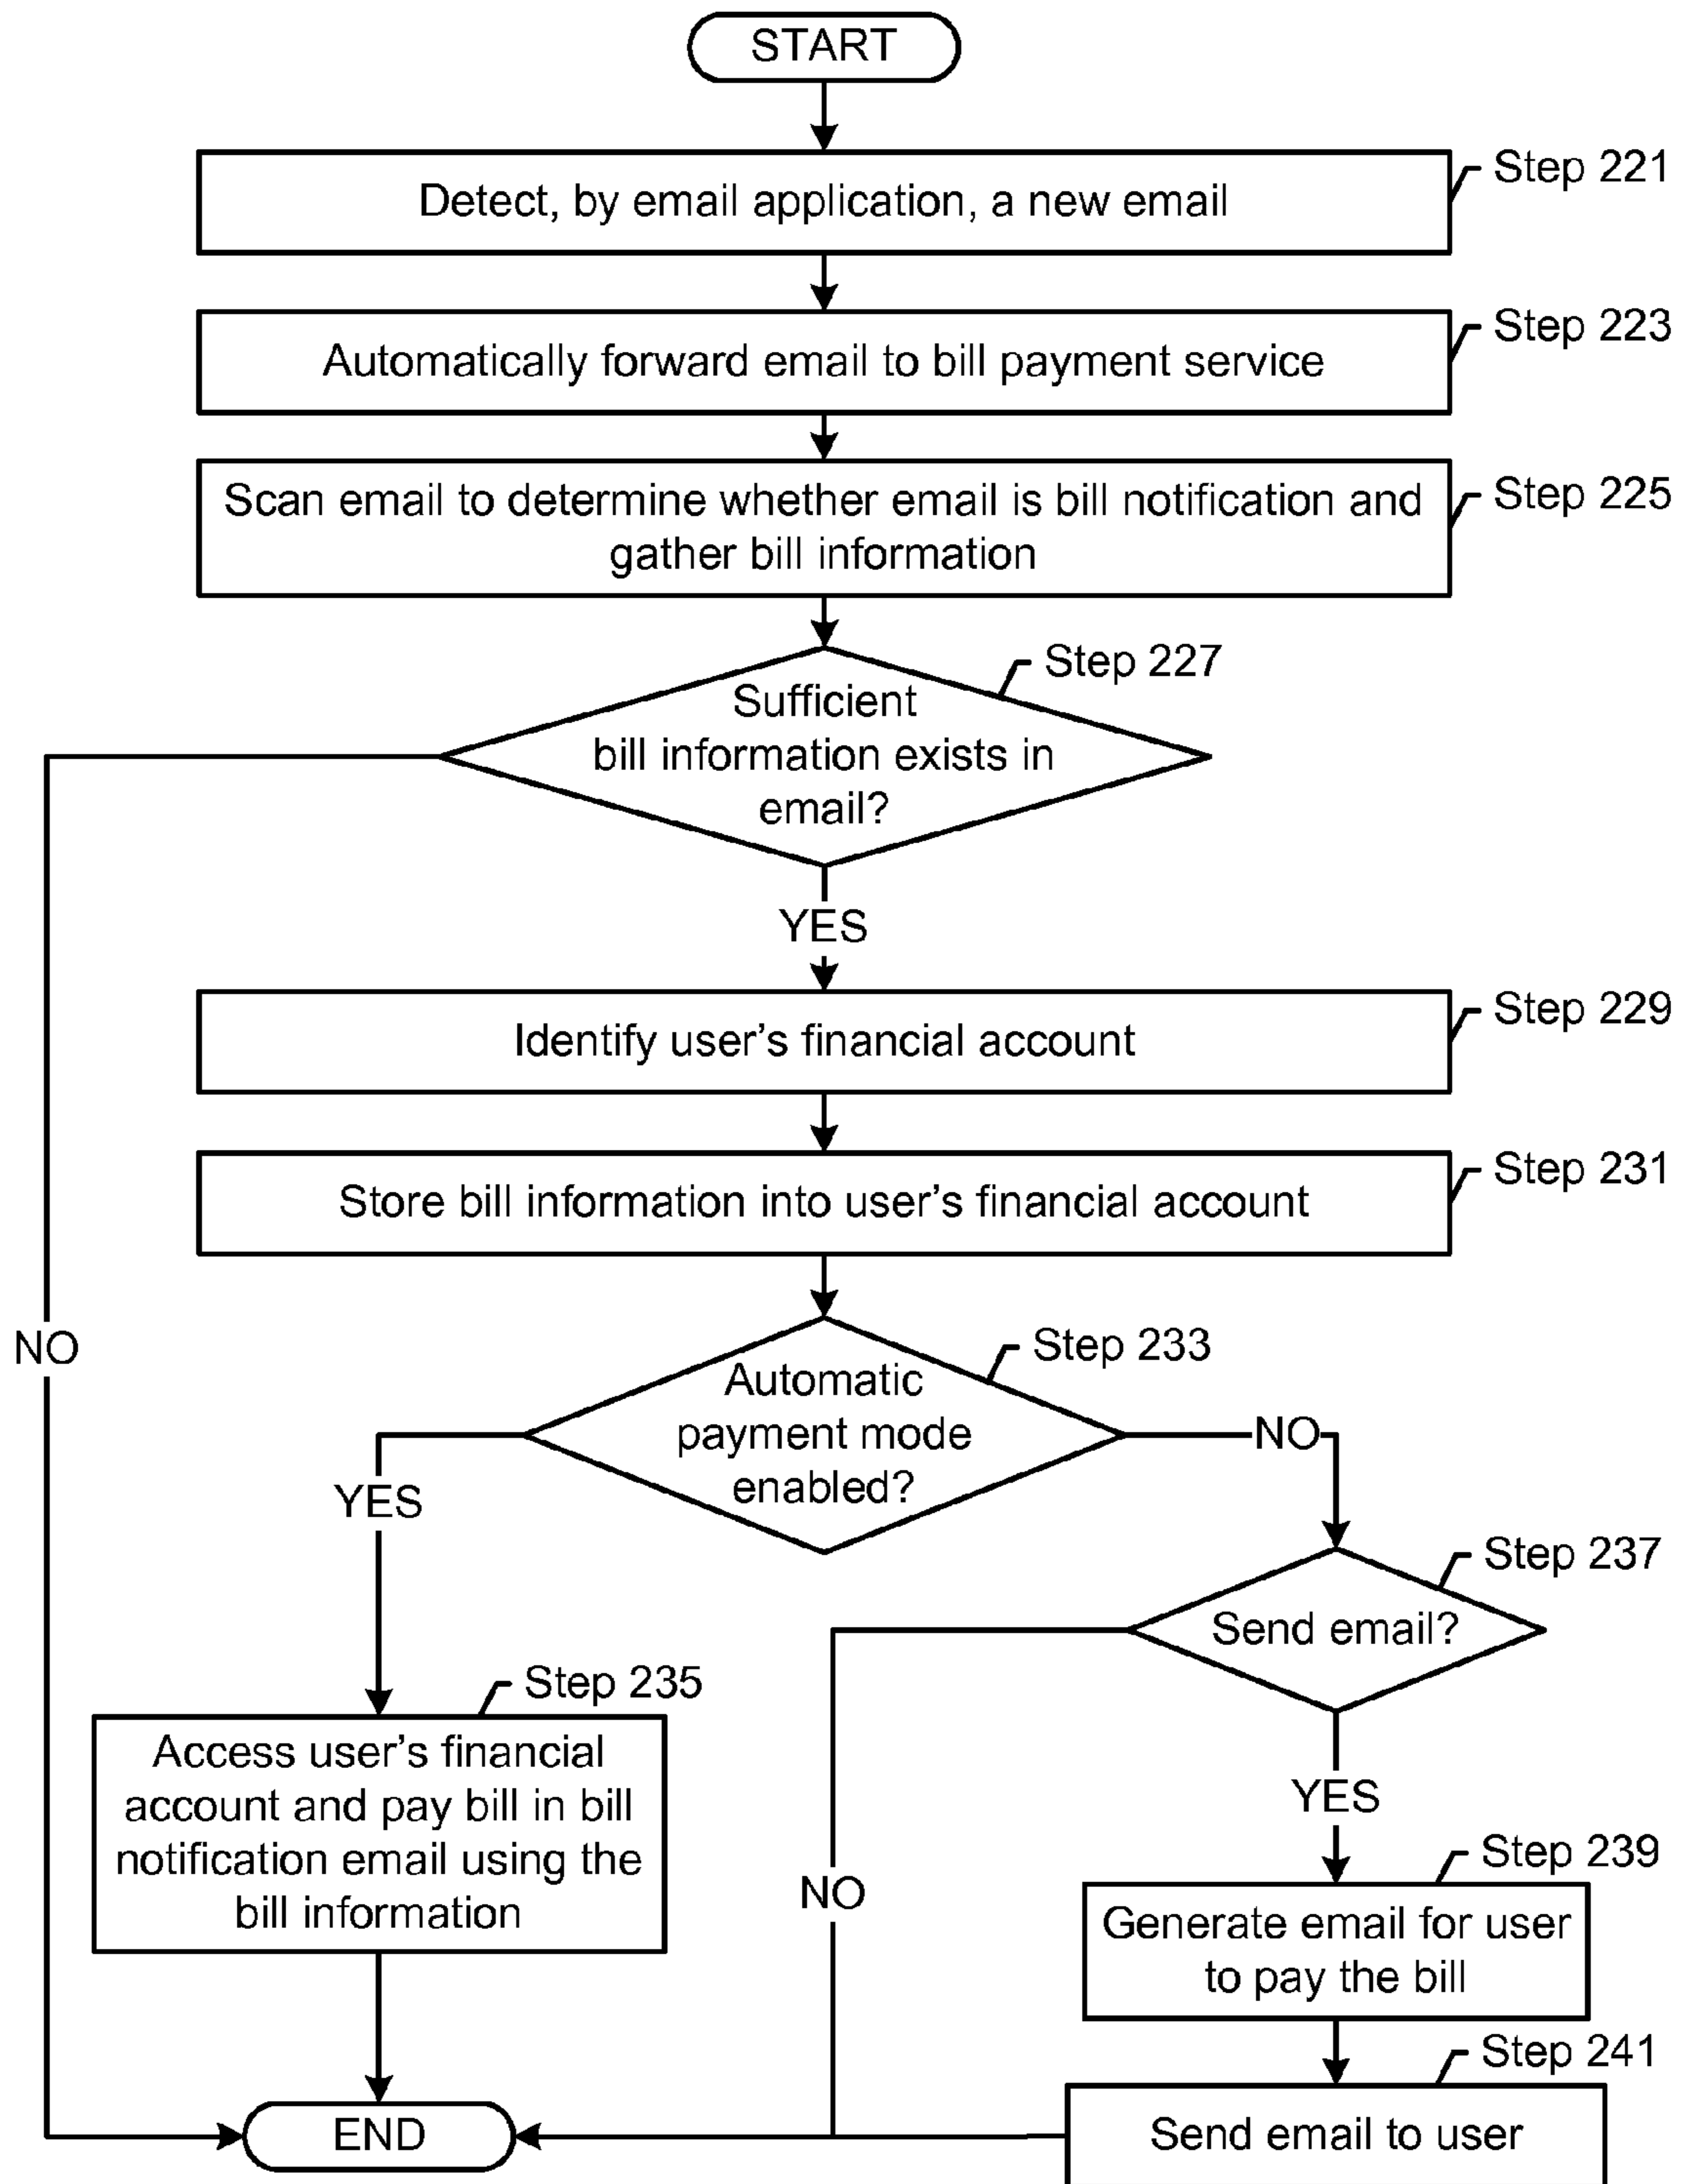 START
Step 221
Detect, by email application, a new email
Step 223
Automatically forward email to bill payment service
Step 225
Scan email to determine whether email is bill notification and
gather bill information
Step 227
Sufficient
bill information exists in
email?
YES
Step 229
Identify user’s financial account
Step 231
Store bill information into user’s financial account
NO
Step 233
Automatic
payment mode
enabled?
YES
NO
Step 237
Send email?
Step 235
Access user’s financial
account and pay bill in bill
notification email using the
bill information
NO
YES
Step 239
Generate email for user
to pay the bill
Step 241
Send email to user
END